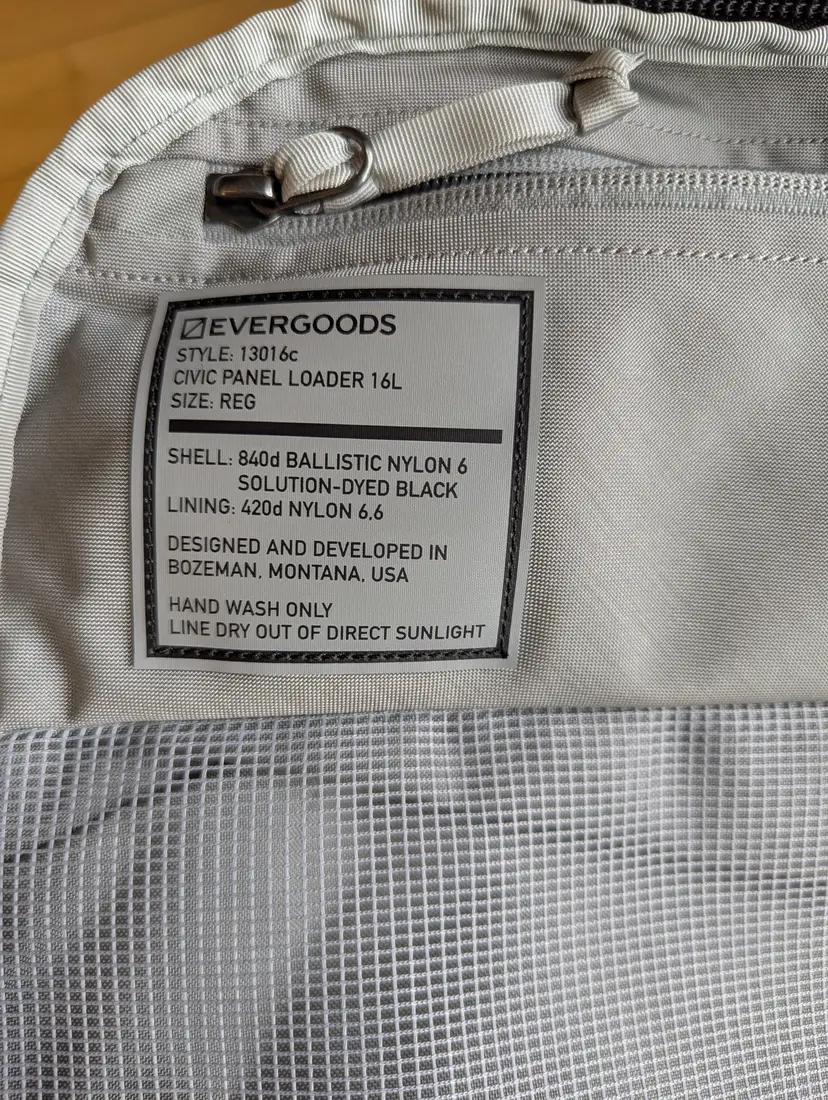 EVERGOODS
STYLE: 13016c
CIVIC PANEL LOADER 16L
SIZE: REG
SHELL: 840d BALLISTIC NYLON 6
SOLUTION-DYED BLACK
LINING: 420d NYLON 6,6
DESIGNED AND DEVELOPED IN
BOZEMAN, MONTANA, USA
HAND WASH ONLY
LINE DRY OUT OF DIRECT SUNLIGHT